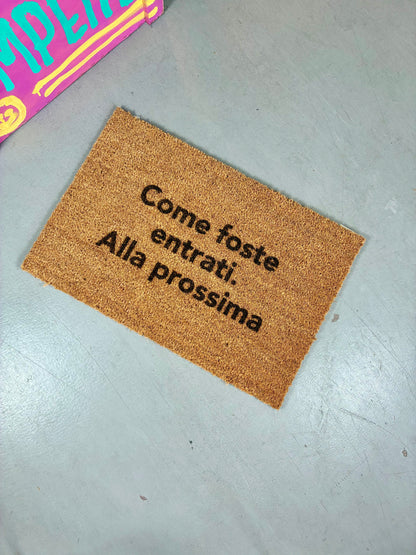 Come foste
entrati.
Alla prossima